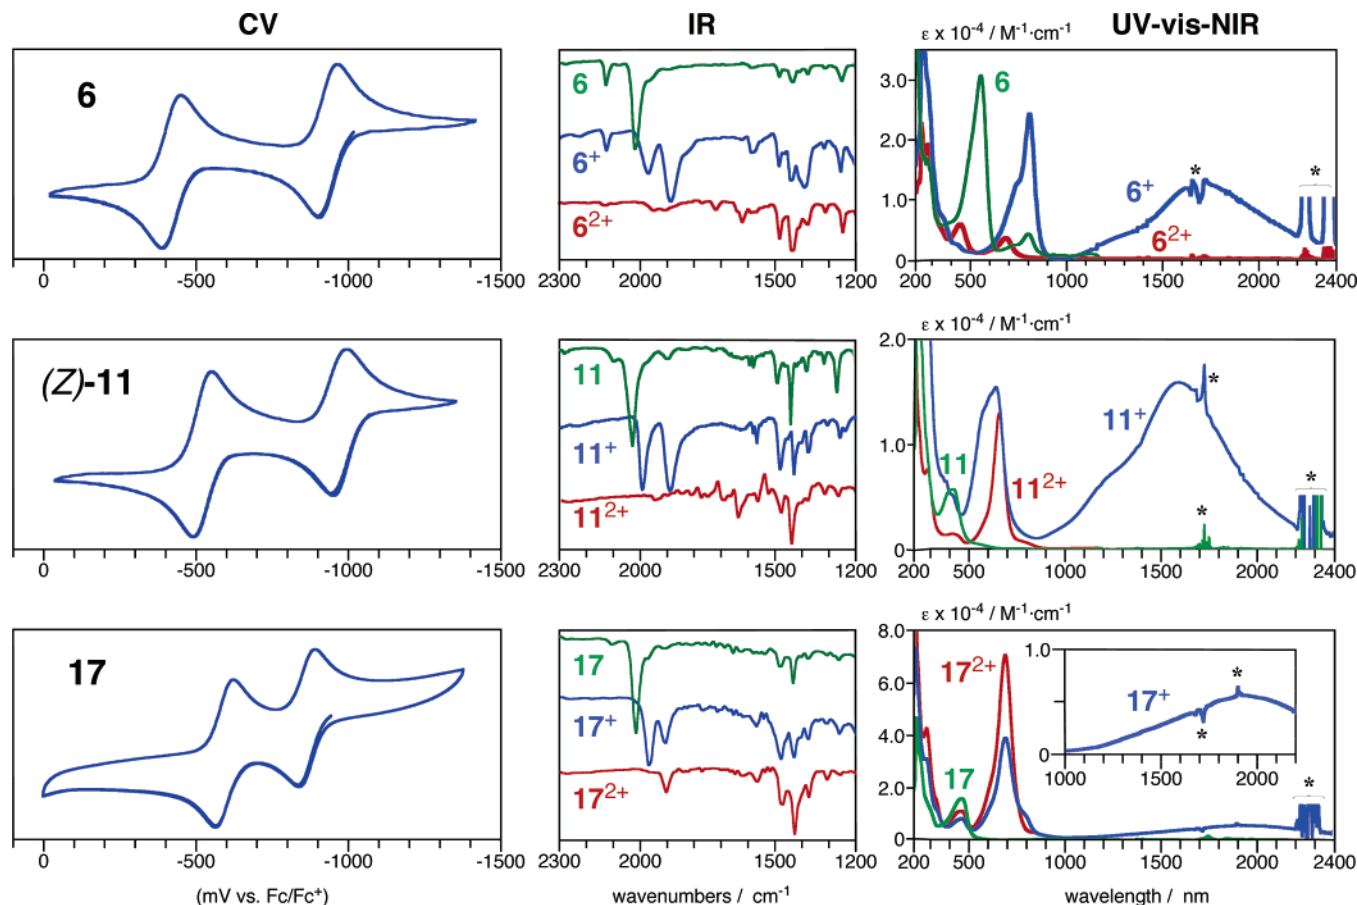 CV
IR
UV-vis-NIR
ε x 10⁻⁴ / M⁻¹·cm⁻¹
6
0 -500 -1000 -1500
6
6⁺
6²⁺
2300 2000 1500 1200
3.0
2.0
1.0
0
6
6⁺
6²⁺
*
*
200 500 1000 1500 2000 2400
ε x 10⁻⁴ / M⁻¹·cm⁻¹
(Z)-11
0 -500 -1000 -1500
11
11⁺
11²⁺
2300 2000 1500 1200
2.0
1.0
0
11
11²⁺
11⁺
*
*
*
200 500 1000 1500 2000 2400
ε x 10⁻⁴ / M⁻¹·cm⁻¹
17
0 -500 -1000 -1500
(mV vs. Fc/Fc⁺)
17
17⁺
17²⁺
2300 2000 1500 1200
wavenumbers / cm⁻¹
8.0
6.0
4.0
2.0
0
17²⁺
17
1.0
0
17⁺
*
*
1000 1500 2000
*
200 500 1000 1500 2000 2400
wavelength / nm